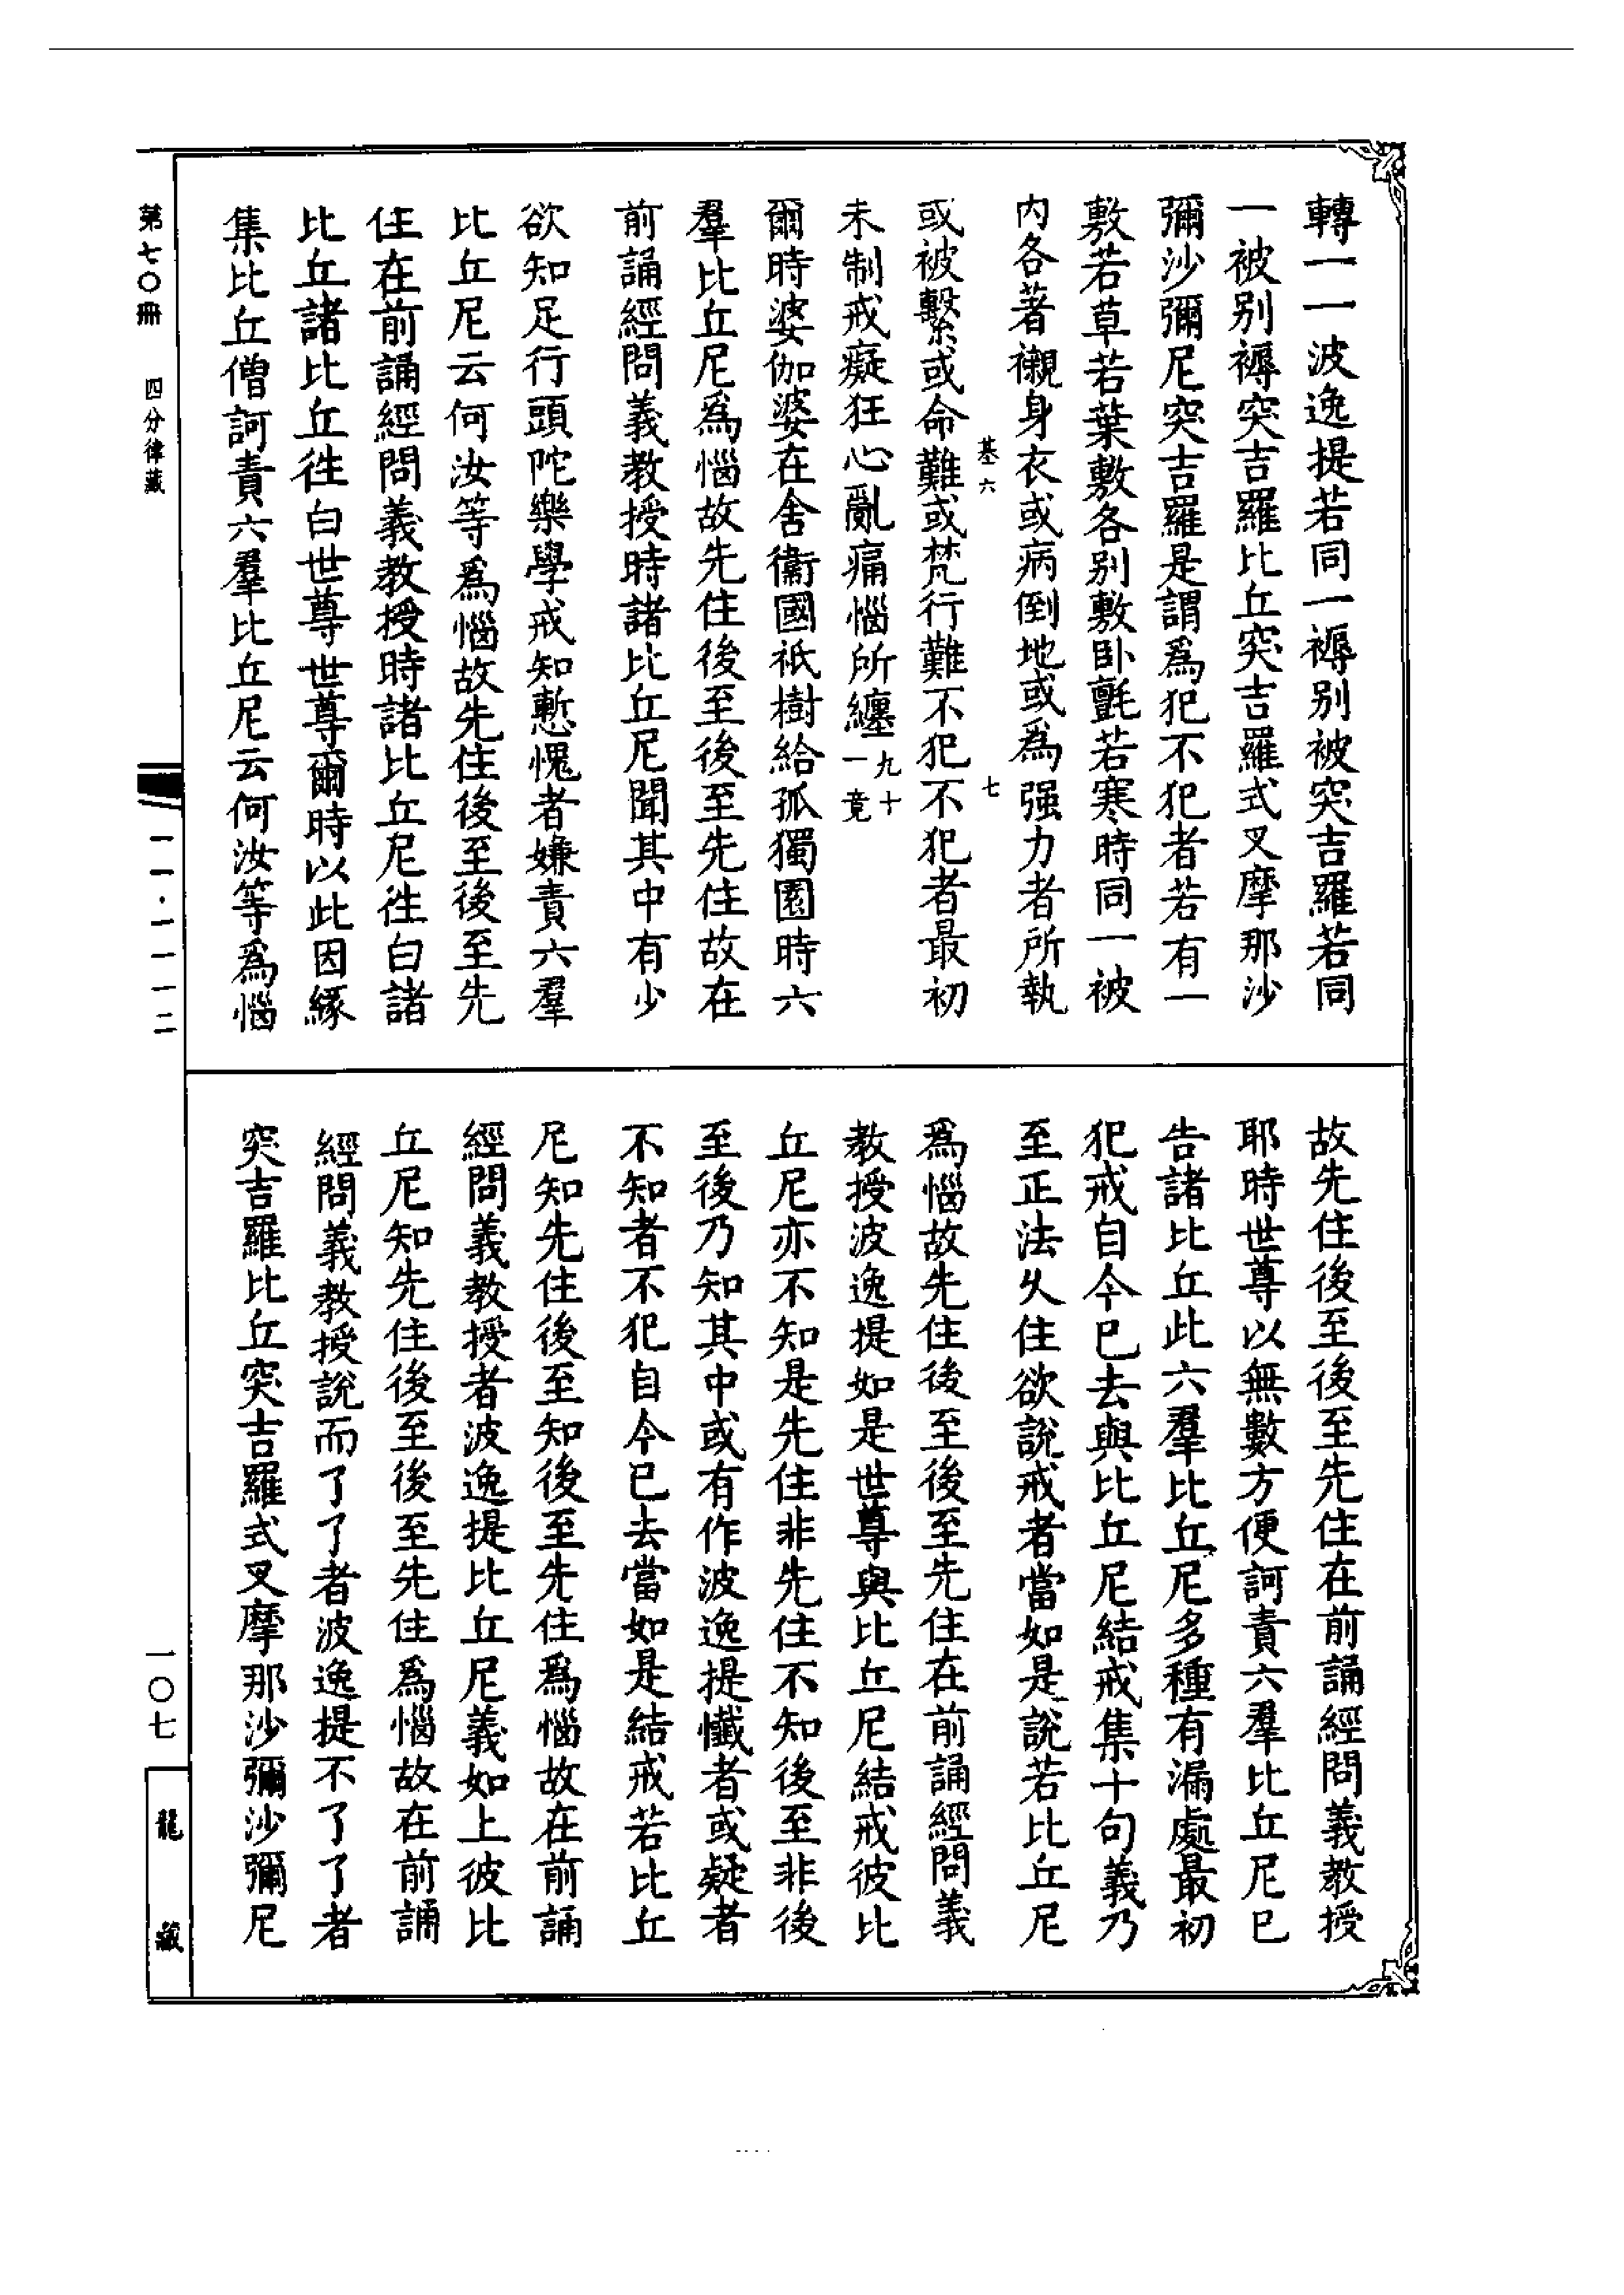 轉一一波逸提若同一褥别被突吉羅若同
一被别褥突吉羅比丘突吉羅式叉摩那沙
彌沙彌尼突吉羅是謂爲犯不犯者若有一
敷若草若葉敷各别敷卧氈若寒時同一被
内各著襯身衣或病倒地或爲强力者所執
基六 七
或被繫或命難或梵行難不犯不犯者最初
未制戒癡狂心亂痛惱所纏九十一竟
爾時婆伽婆在舍衛國祇樹給孤獨園時六
羣比丘尼爲惱故先住後至後至先住故在
前誦經問義教授時諸比丘尼聞其中有少
欲知足行頭陀樂學戒知慙愧者嫌責六羣
比丘尼云何汝等爲惱故先住後至後至先
住在前誦經問義教授時諸比丘尼徃白諸
比丘諸比丘徃白世尊世尊爾時以此因緣
集比丘僧訶責六羣比丘尼云何汝等爲惱
故先住後至後至先住在前誦經問義教授
耶時世尊以無數方便訶責六羣比丘尼已
告諸比丘此六羣比丘尼多種有漏處最初
犯戒自今已去與比丘尼結戒集十句義乃
至正法久住欲說戒者當如是說若比丘尼
爲惱故先住後至後至先住在前誦經問義
教授波逸提如是世尊與比丘尼結戒彼比
丘尼亦不知是先住非先住不知後至非後
至後乃知其中或有作波逸提懺者或疑者
不知者不犯自今已去當如是結戒若比丘
尼知先住後至知後至先住爲惱故在前誦
經問義教授者波逸提比丘尼義如上彼比
丘尼知先住後至後至先住爲惱故在前誦
經問義教授說而了了者波逸提不了了者
突吉羅比丘突吉羅式叉摩那沙彌沙彌尼
第七〇冊 四分律藏 一一·一一一二 一〇七 龍藏